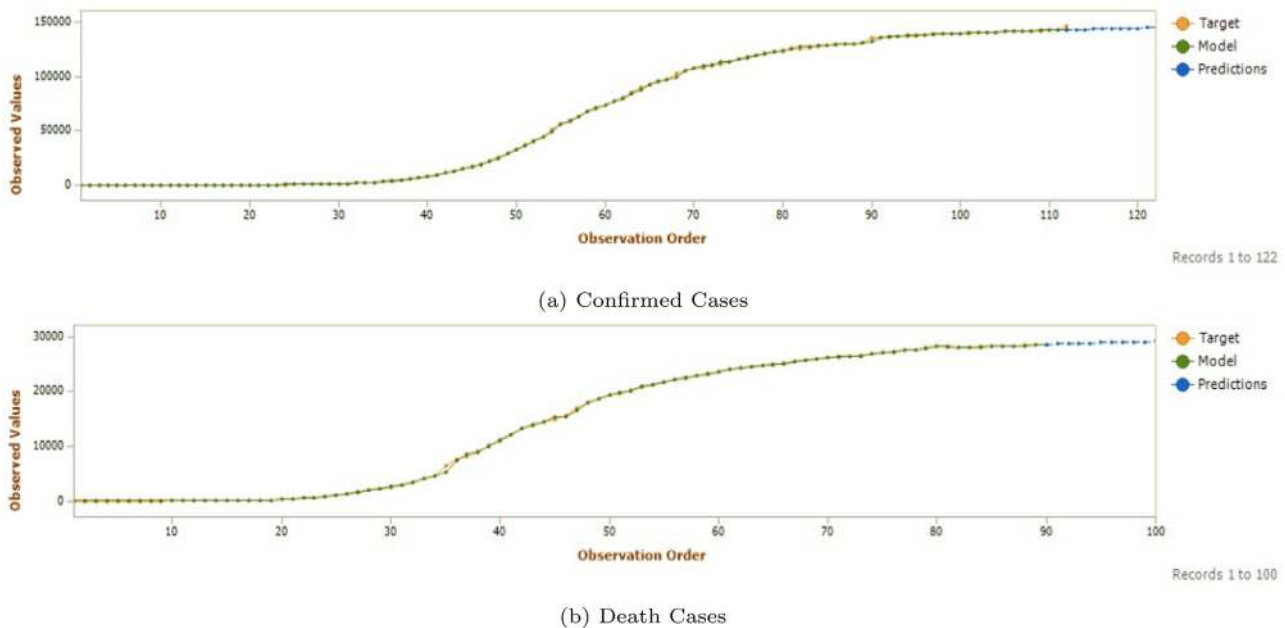 150000
100000
50000
0
Observed Values
10 20 30 40 50 60 70 80 90 100 110 120
Observation Order
Target
Model
Predictions
Records 1 to 122
(a) Confirmed Cases
30000
20000
10000
0
Observed Values
10 20 30 40 50 60 70 80 90 100
Observation Order
Target
Model
Predictions
Records 1 to 100
(b) Death Cases